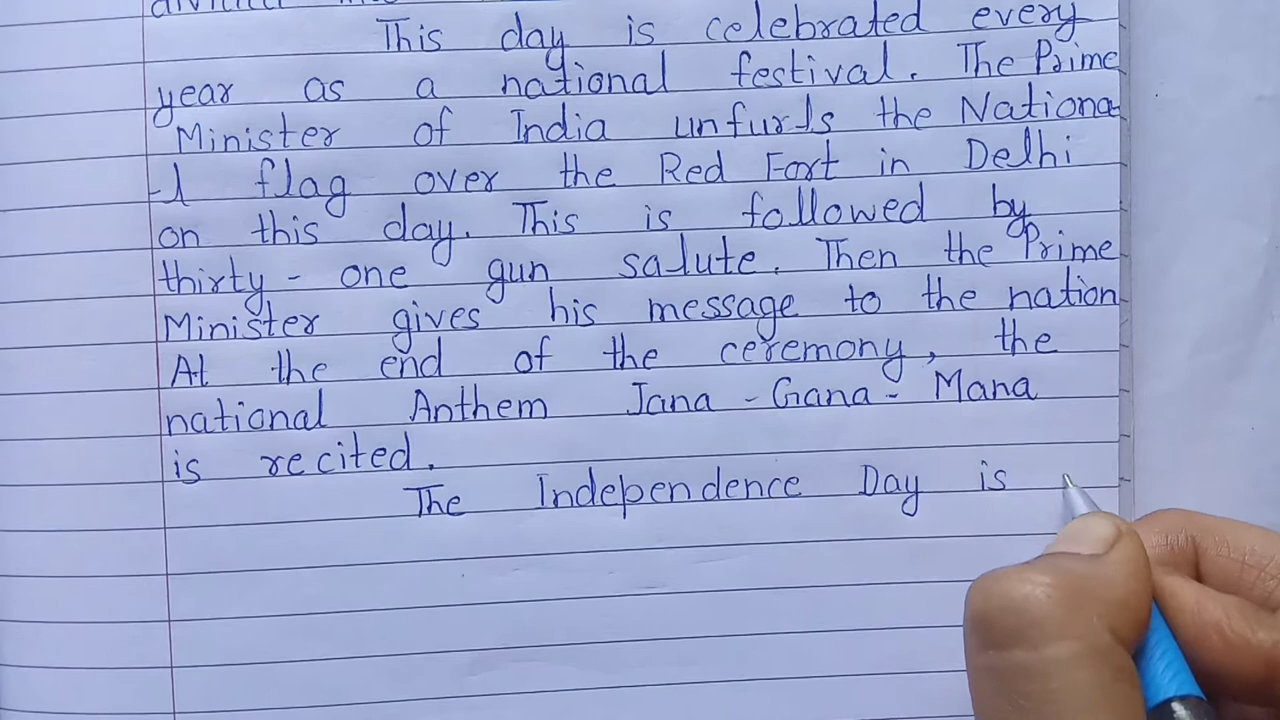 This day is celebrated every
year as a national festival. The Prime
Minister of India unfurls the Nationa
-l flag over the Red Fort in Delhi
on this day. This is followed by
thirty - one gun salute. Then the Prime
Minister gives his message to the nation
At the end of the ceremony, the
national Anthem Jana - Gana - Mana
is recited.
The Independence Day is